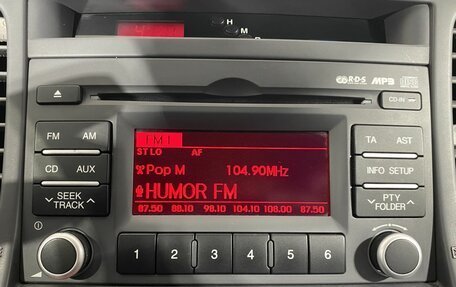 H
M
R·D·S
MP3
CD-IN
FM
AM
CD
AUX
SEEK
TRACK
FM1
ST LO AF
Pop M 104.90MHz
HUMOR FM
87.50 88.10 98.10 104.10 106.00 87.50
TA
AST
INFO
SETUP
PTY
FOLDER
1
2
3
4
5
6